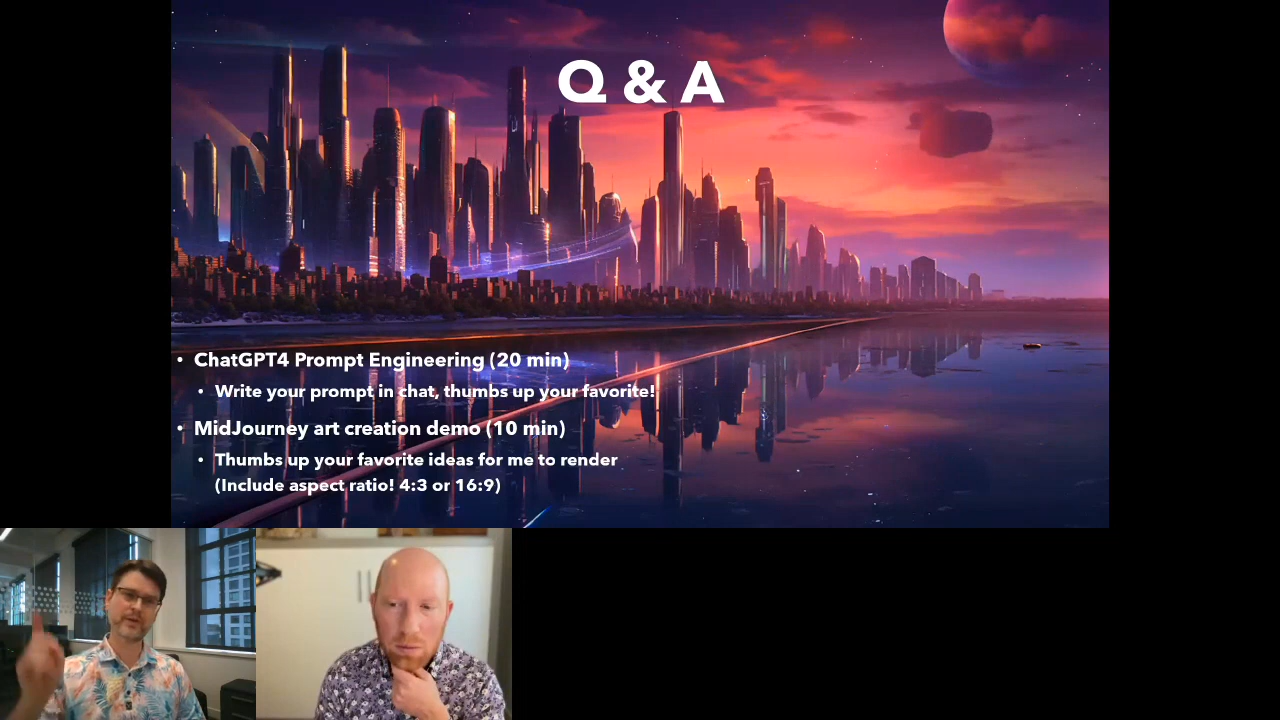 Q & A
• ChatGPT4 Prompt Engineering (20 min)
• Write your prompt in chat, thumbs up your favorite!
• MidJourney art creation demo (10 min)
• Thumbs up your favorite ideas for me to render
(Include aspect ratio! 4:3 or 16:9)